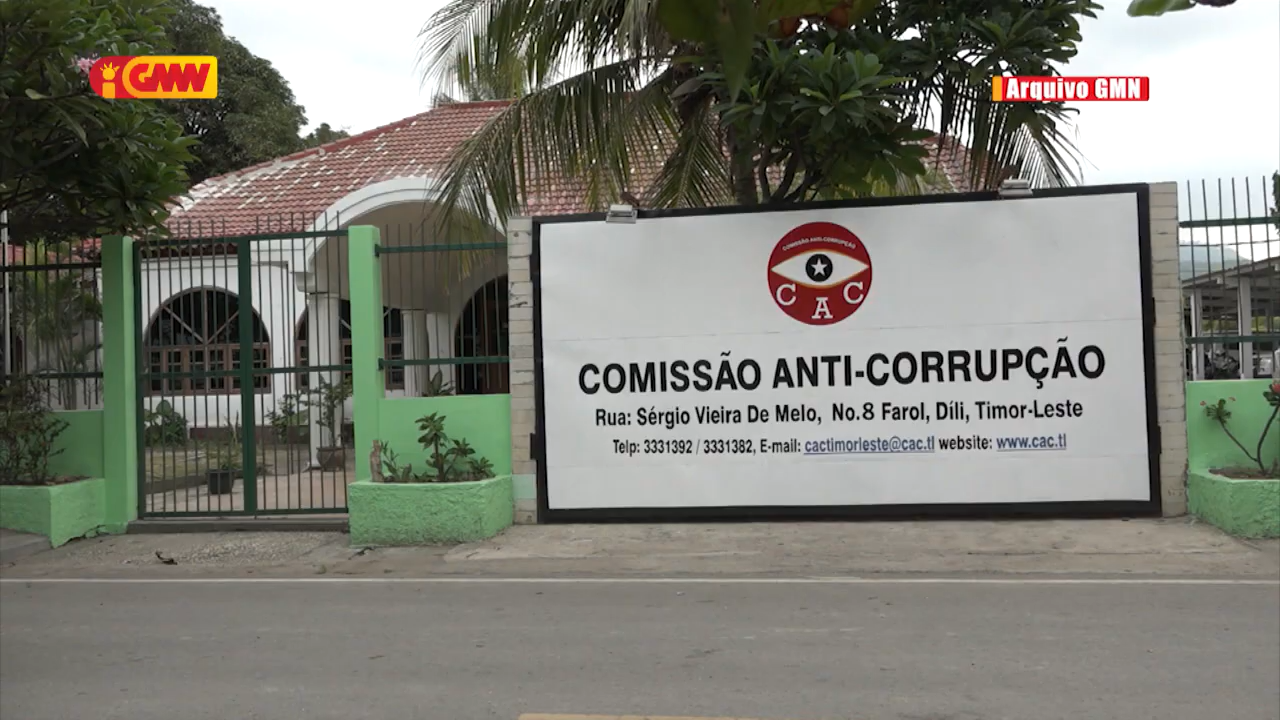 GMN
Arquivo GMN
COMISSÃO ANTI-CORRUPÇÃO
CAC
COMISSÃO ANTI-CORRUPÇÃO
Rua: Sérgio Vieira De Melo, No.8 Farol, Díli, Timor-Leste
Telp: 3331392 / 3331382, E-mail: cactimorleste@cac.tl website: www.cac.tl